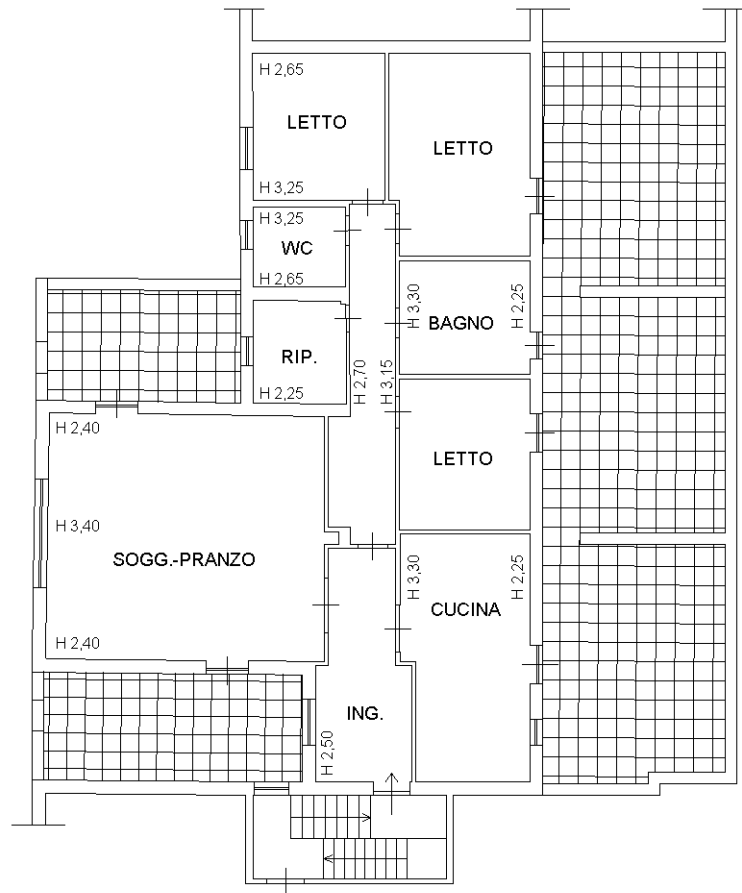 H 2,65
LETTO
H 3,25
LETTO
H 3,25
WC
H 2,65
H 3,30
BAGNO
H 2,25
RIP.
H 2,25
H 2,70
H 3,15
H 2,40
LETTO
H 3,40
SOGG.-PRANZO
H 2,40
H 3,30
CUCINA
H 2,25
ING.
H 2,50